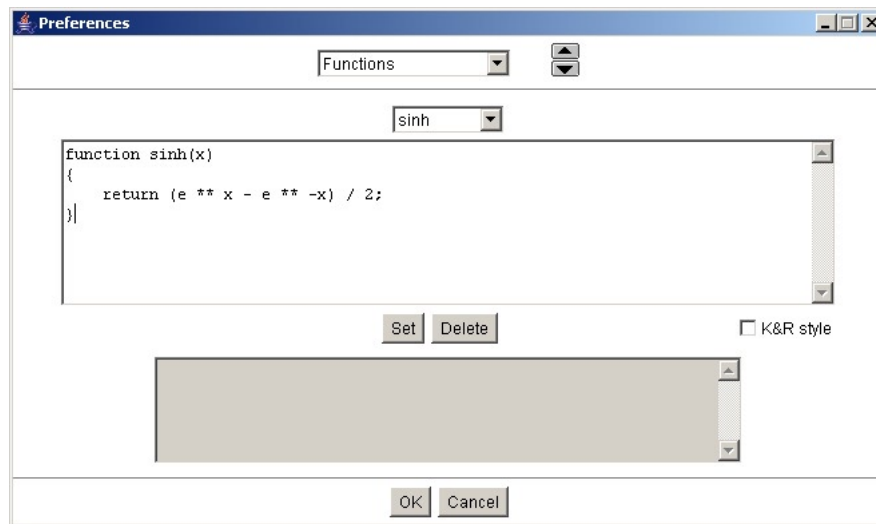 Preferences
Functions
sinh
function sinh(x)
{
    return (e ** x - e ** -x) / 2;
}
Set Delete K&R style
OK Cancel